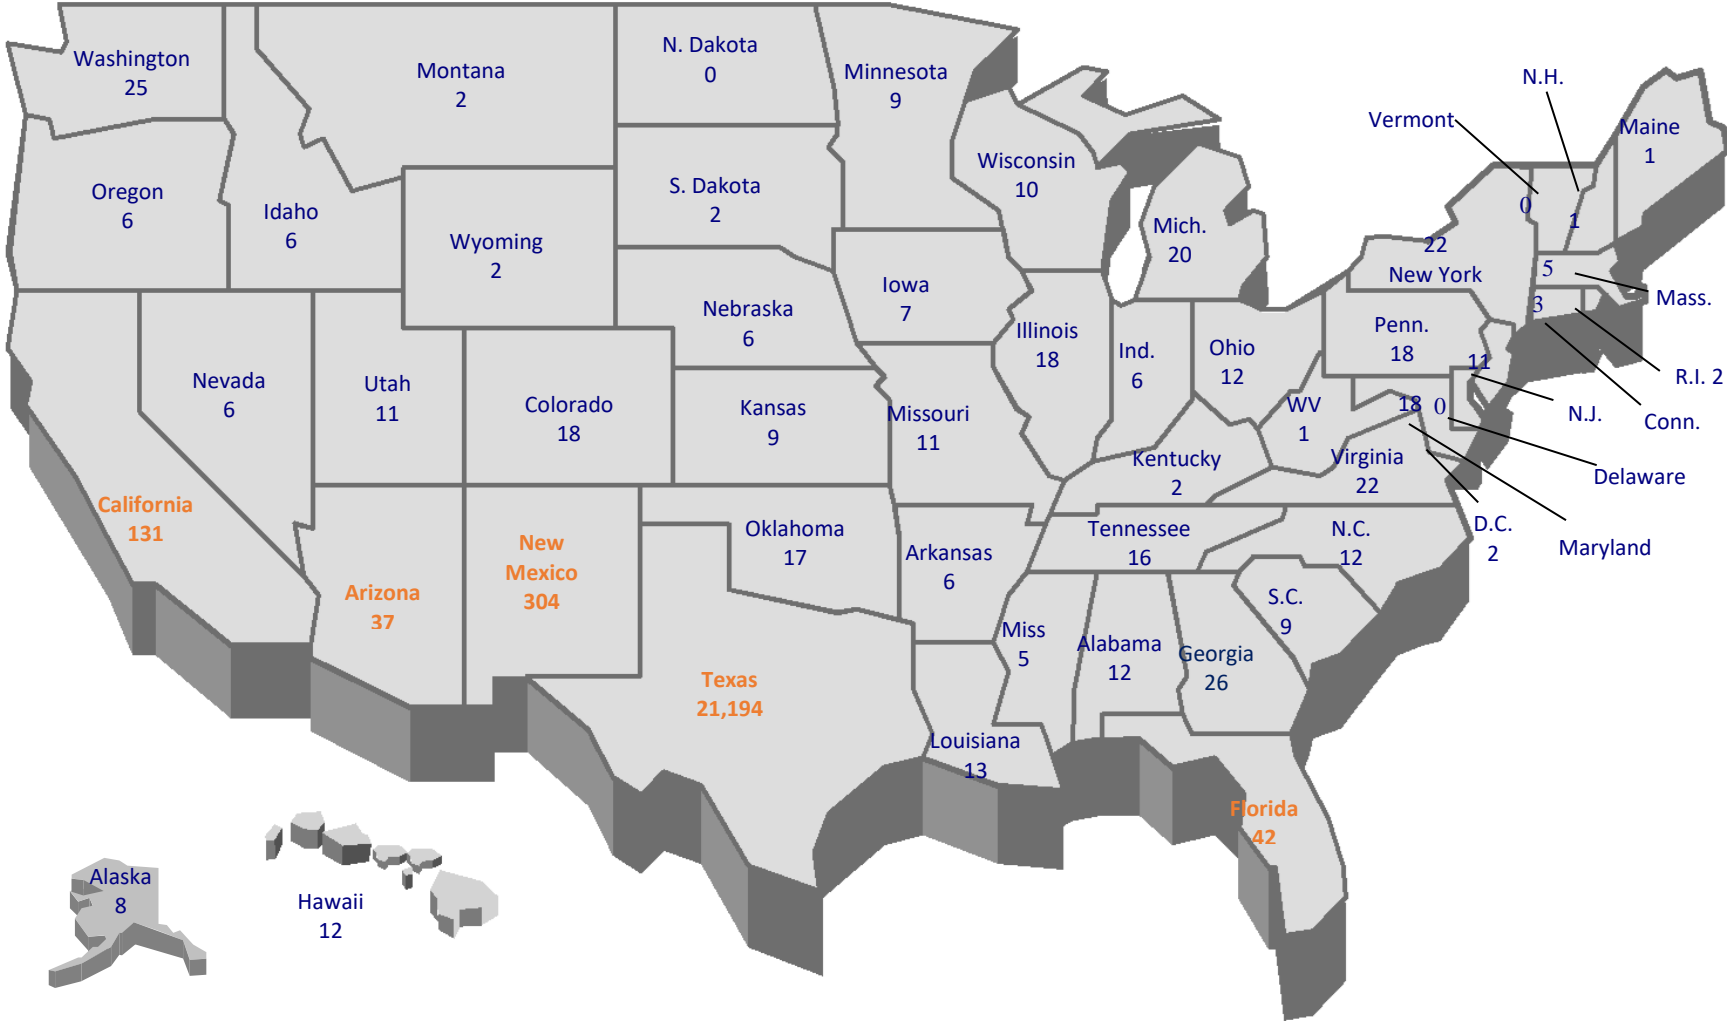 Washington
25
Montana
2
N. Dakota
0
Minnesota
9
N.H.
Vermont
Maine
1
Oregon
6
Idaho
6
Wyoming
2
S. Dakota
2
Wisconsin
10
Mich.
20
0
1
22
New York
5
Mass.
3
Nebraska
6
Iowa
7
Illinois
18
Ind.
6
Ohio
12
Penn.
18
11
R.I. 2
Nevada
6
Utah
11
Colorado
18
Kansas
9
Missouri
11
WV
1
18
0
N.J.
Conn.
Kentucky
2
Virginia
22
Delaware
California
131
New
Mexico
304
Oklahoma
17
Arkansas
6
Tennessee
16
N.C.
12
D.C.
2
Maryland
Arizona
37
S.C.
9
Miss
5
Alabama
12
Georgia
26
Texas
21,194
Louisiana
13
Florida
42
Alaska
8
Hawaii
12